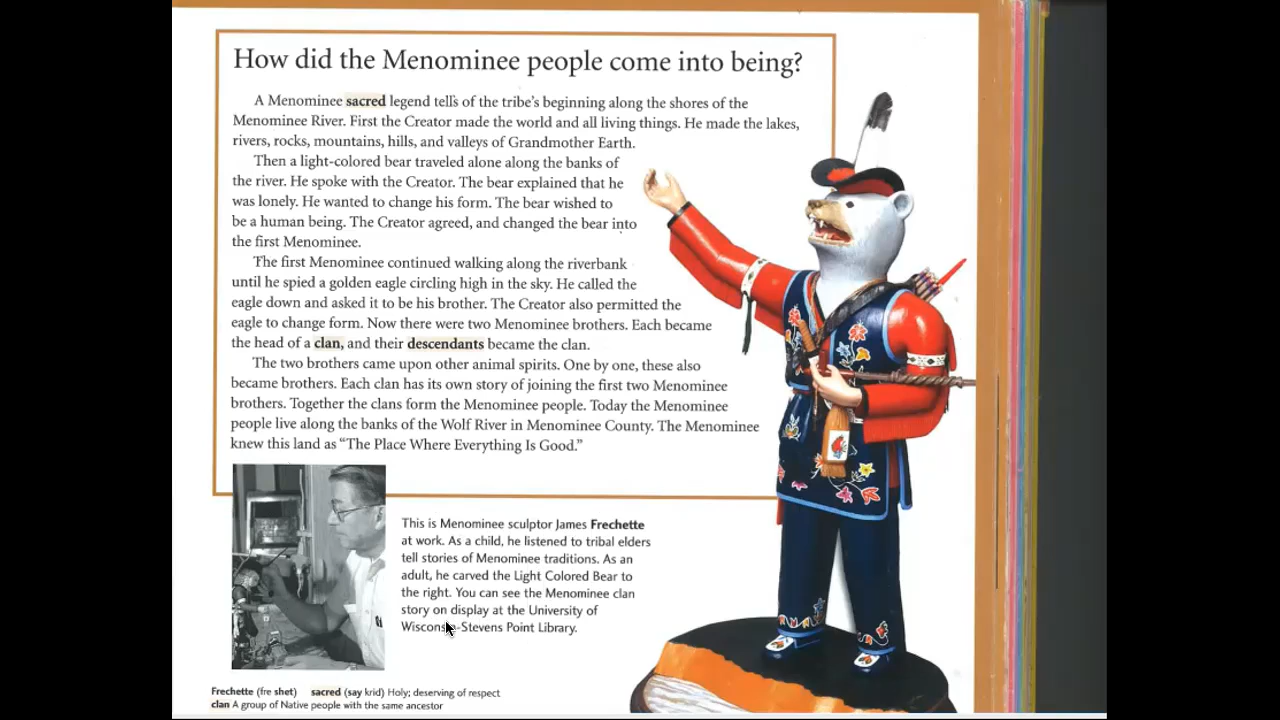 How did the Menominee people come into being?
A Menominee sacred legend tells of the tribe's beginning along the shores of the
Menominee River. First the Creator made the world and all living things. He made the lakes,
rivers, rocks, mountains, hills, and valleys of Grandmother Earth.
Then a light-colored bear traveled alone along the banks of
the river. He spoke with the Creator. The bear explained that he
was lonely. He wanted to change his form. The bear wished to
be a human being. The Creator agreed, and changed the bear into
the first Menominee.
The first Menominee continued walking along the riverbank
until he spied a golden eagle circling high in the sky. He called the
eagle down and asked it to be his brother. The Creator also permitted the
eagle to change form. Now there were two Menominee brothers. Each became
the head of a clan, and their descendants became the clan.
The two brothers came upon other animal spirits. One by one, these also
became brothers. Each clan has its own story of joining the first two Menominee
brothers. Together the clans form the Menominee people. Today the Menominee
people live along the banks of the Wolf River in Menominee County. The Menominee
knew this land as “The Place Where Everything Is Good.”
This is Menominee sculptor James Frechette
at work. As a child, he listened to tribal elders
tell stories of Menominee traditions. As an
adult, he carved the Light Colored Bear to
the right. You can see the Menominee clan
story on display at the University of
Wisconsin-Stevens Point Library.
Frechette (fre shet) sacred (say krid) Holy; deserving of respect
clan A group of Native people with the same ancestor